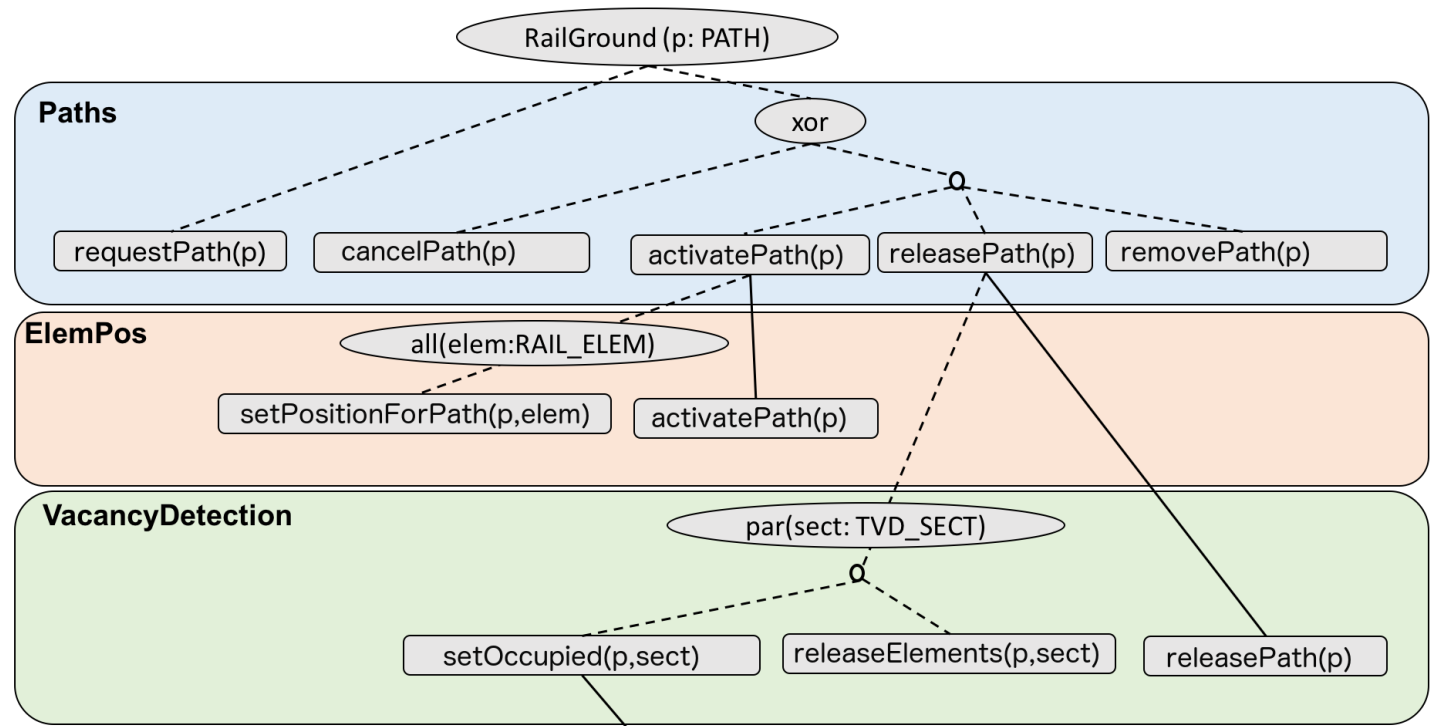 RailGround (p: PATH)
Paths
xor
requestPath(p)
cancelPath(p)
activatePath(p)
releasePath(p)
removePath(p)
ElemPos
all(elem:RAIL_ELEM)
setPositionForPath(p,elem)
activatePath(p)
VacancyDetection
par(sect: TVD_SECT)
setOccupied(p,sect)
releaseElements(p,sect)
releasePath(p)